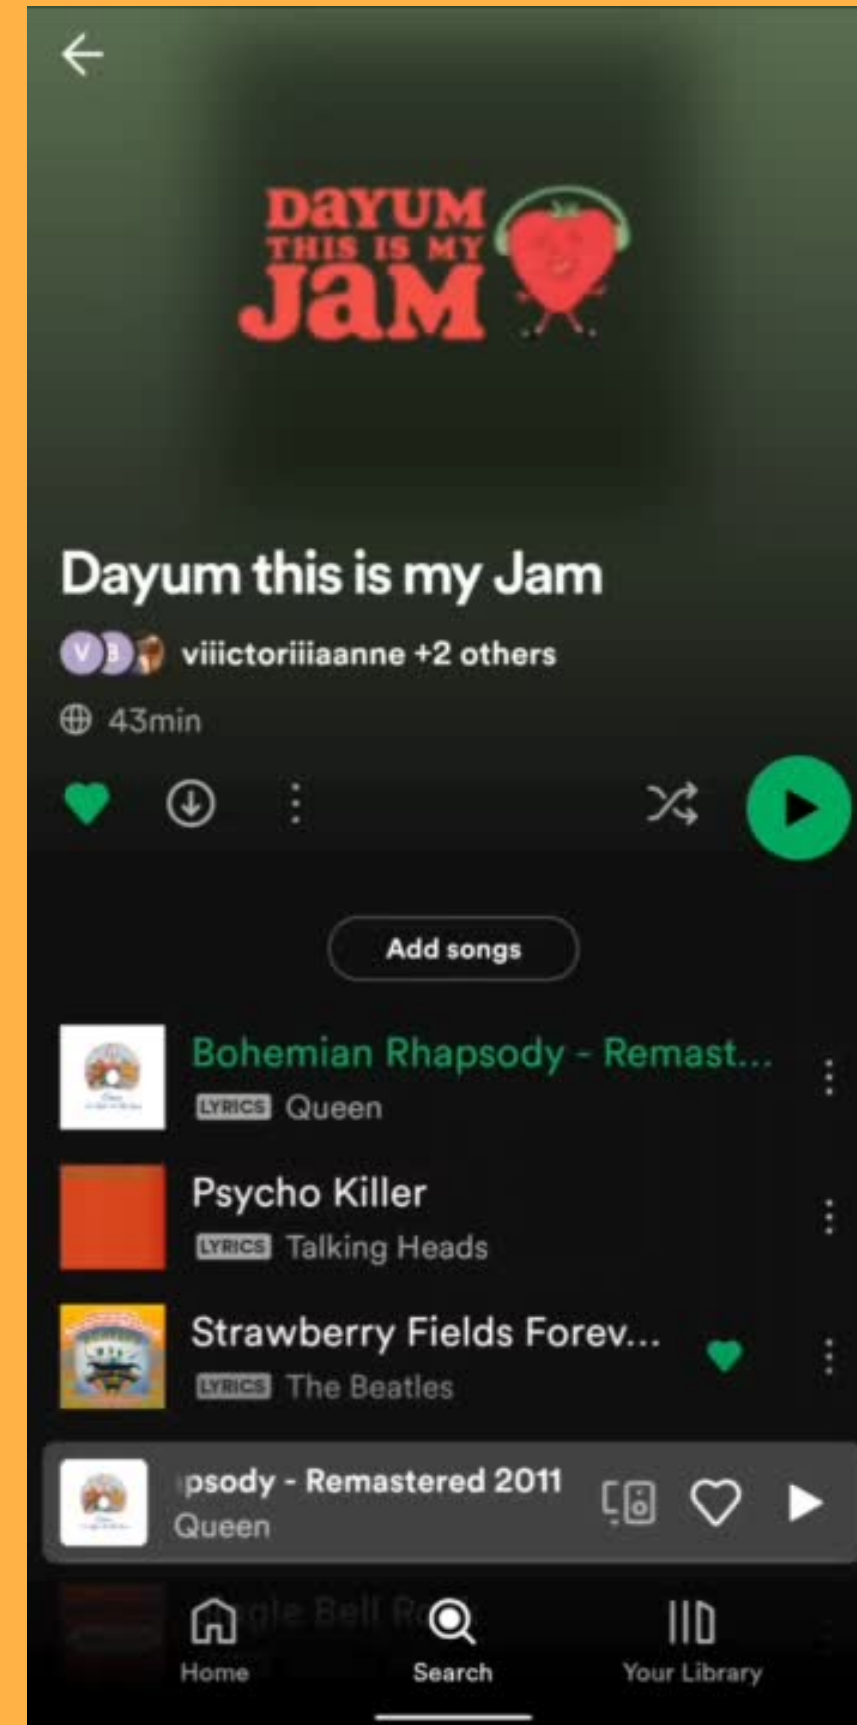 DAYUM
THIS IS MY
JAM
Dayum this is my Jam
V B viiictoriiiaanne +2 others
43min
Add songs
Bohemian Rhapsody - Remast...
LYRICS Queen
Psycho Killer
LYRICS Talking Heads
Strawberry Fields Forev...
LYRICS The Beatles
psody - Remastered 2011
Queen
Bell
Home
Search
Your Library